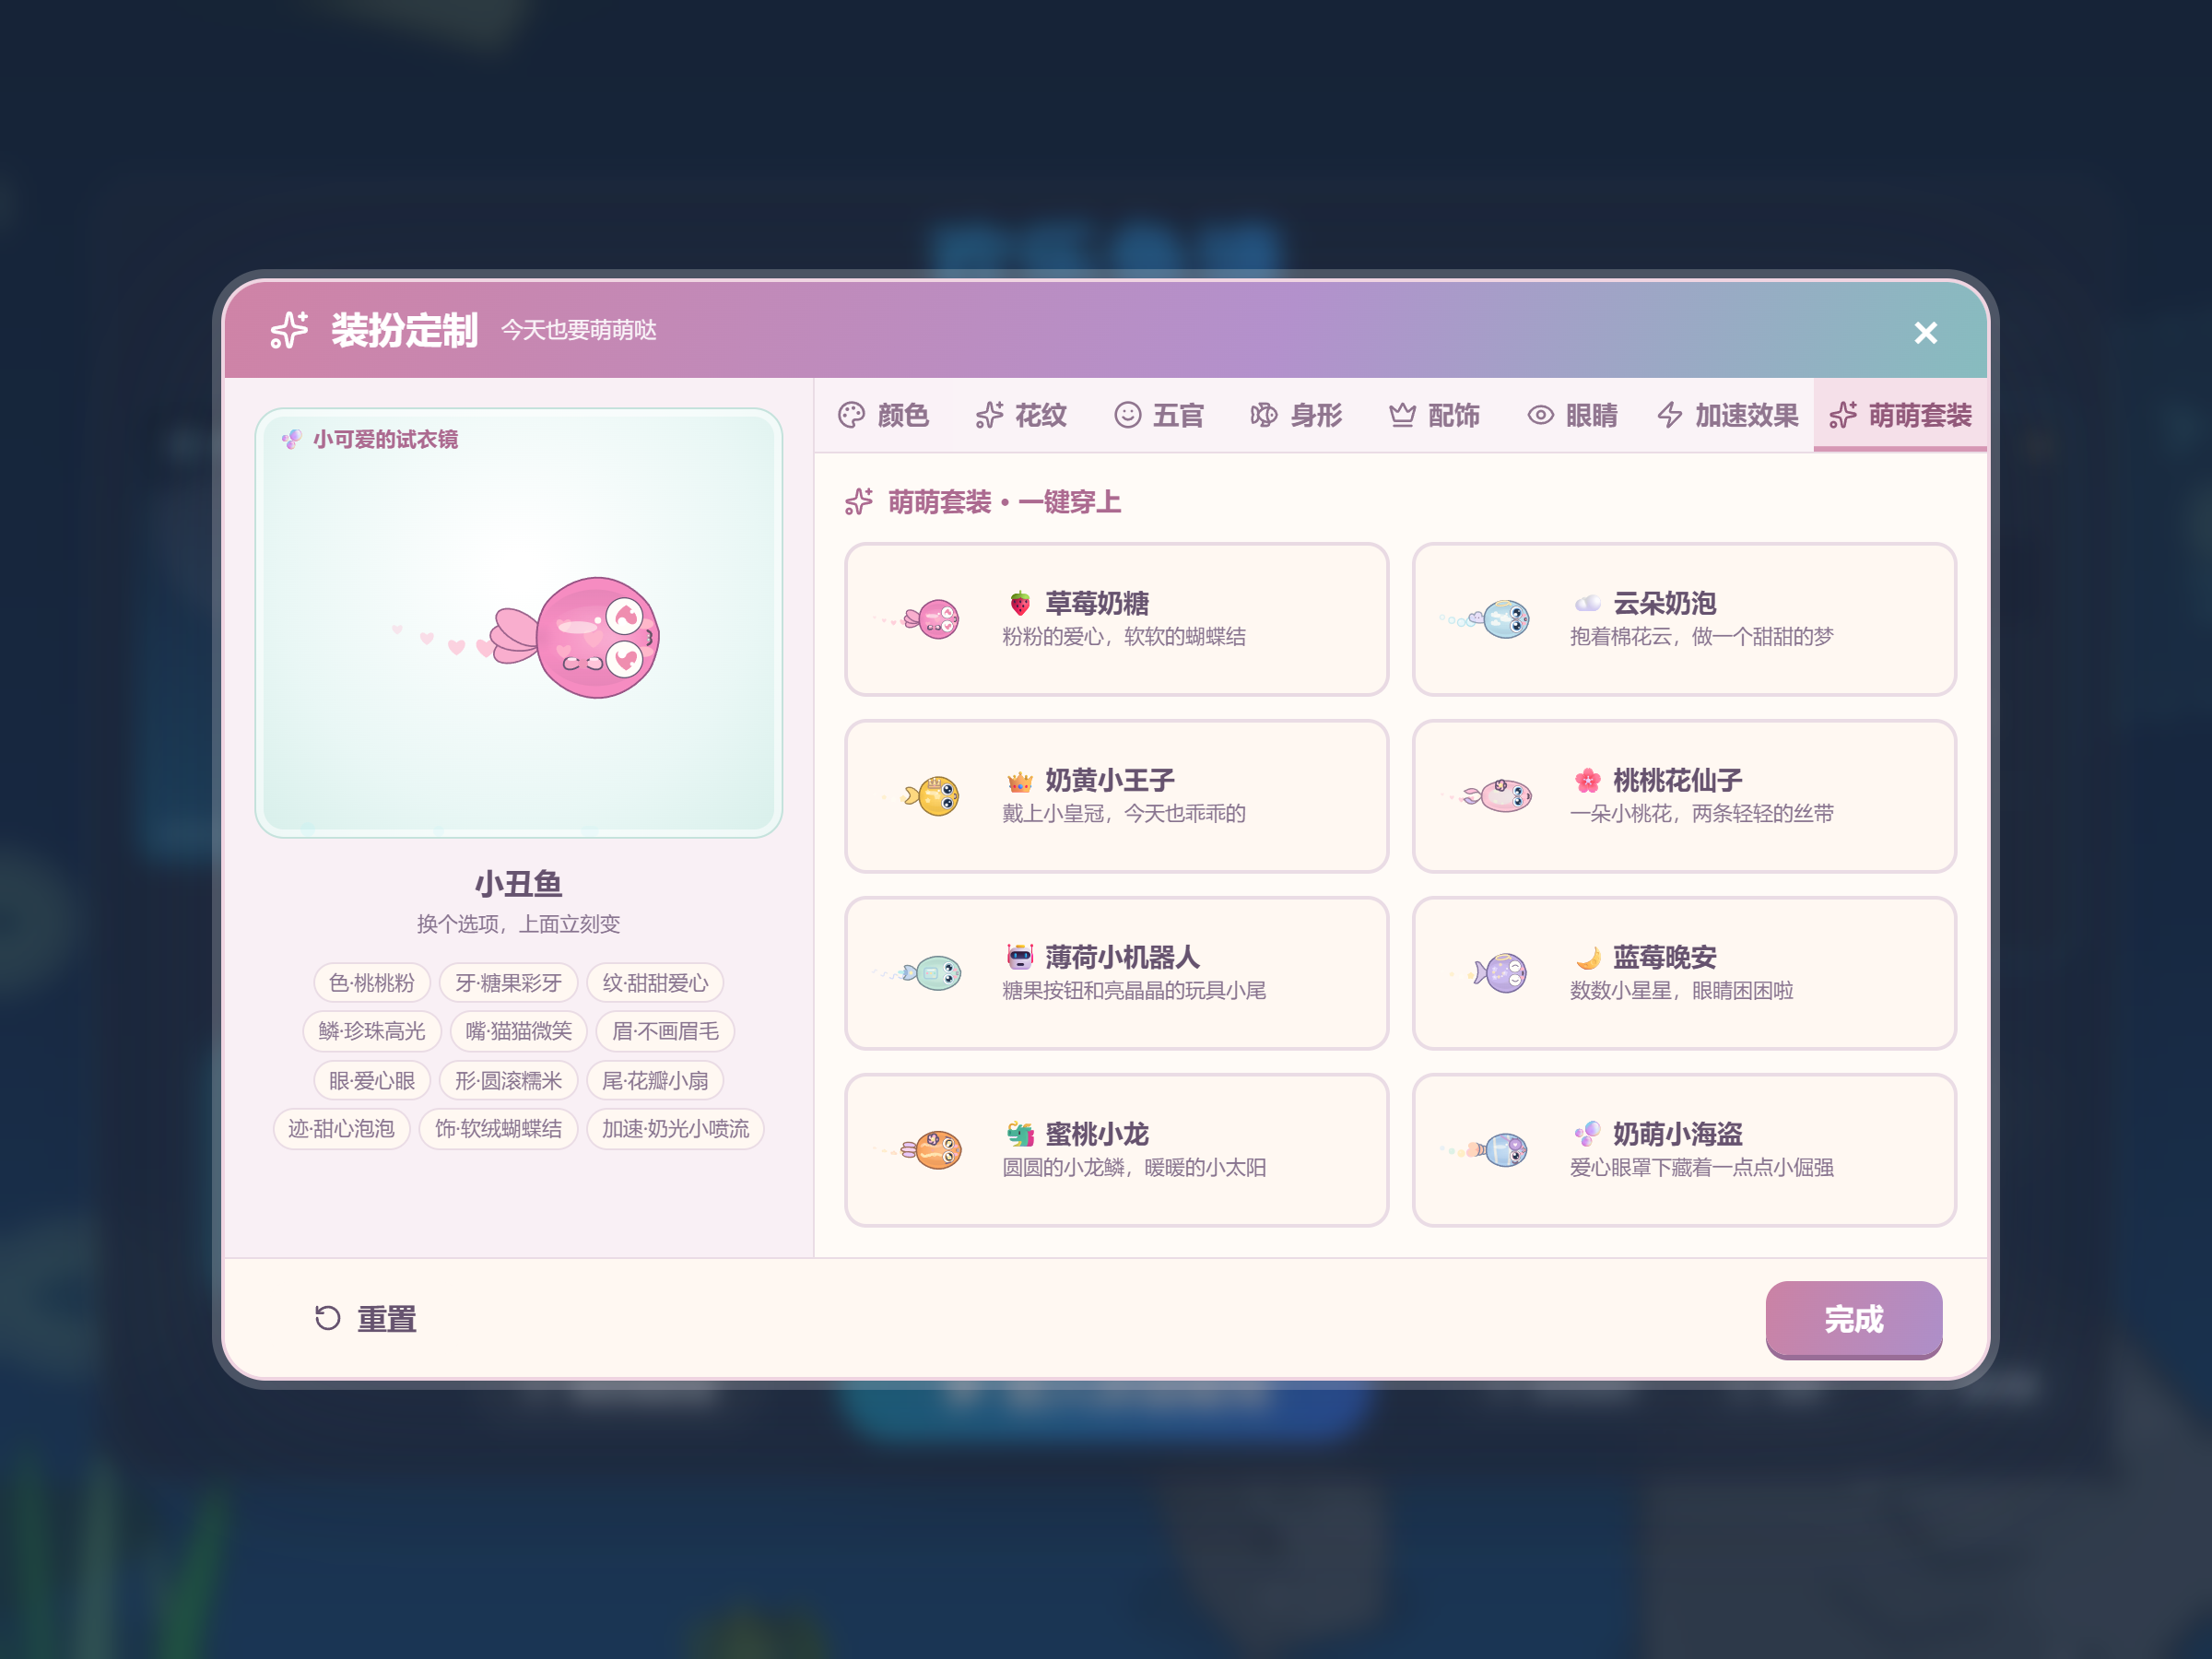 装扮定制 今天也要萌萌哒
小可爱的试衣镜
小丑鱼
换个选项，上面立刻变
色·桃桃粉 牙·糖果彩牙 纹·甜甜爱心
鳞·珍珠高光 嘴·猫猫微笑 眉·不画眉毛
眼·爱心眼 形·圆滚糯米 尾·花瓣小扇
迹·甜心泡泡 饰·软绒蝴蝶结 加速·奶光小喷流
颜色 花纹 五官 身形 配饰 眼睛 加速效果 萌萌套装
萌萌套装·一键穿上
草莓奶糖
粉粉的爱心，软软的蝴蝶结
云朵奶泡
抱着棉花云，做一个甜甜的梦
奶黄小王子
戴上小皇冠，今天也乖乖的
桃桃花仙子
一朵小桃花，两条轻轻的丝带
薄荷小机器人
糖果按钮和亮晶晶的玩具小尾
蓝莓晚安
数数小星星，眼睛困困啦
蜜桃小龙
圆圆的小龙鳞，暖暖的小太阳
奶萌小海盗
爱心眼罩下藏着一点点小倔强
重置
完成